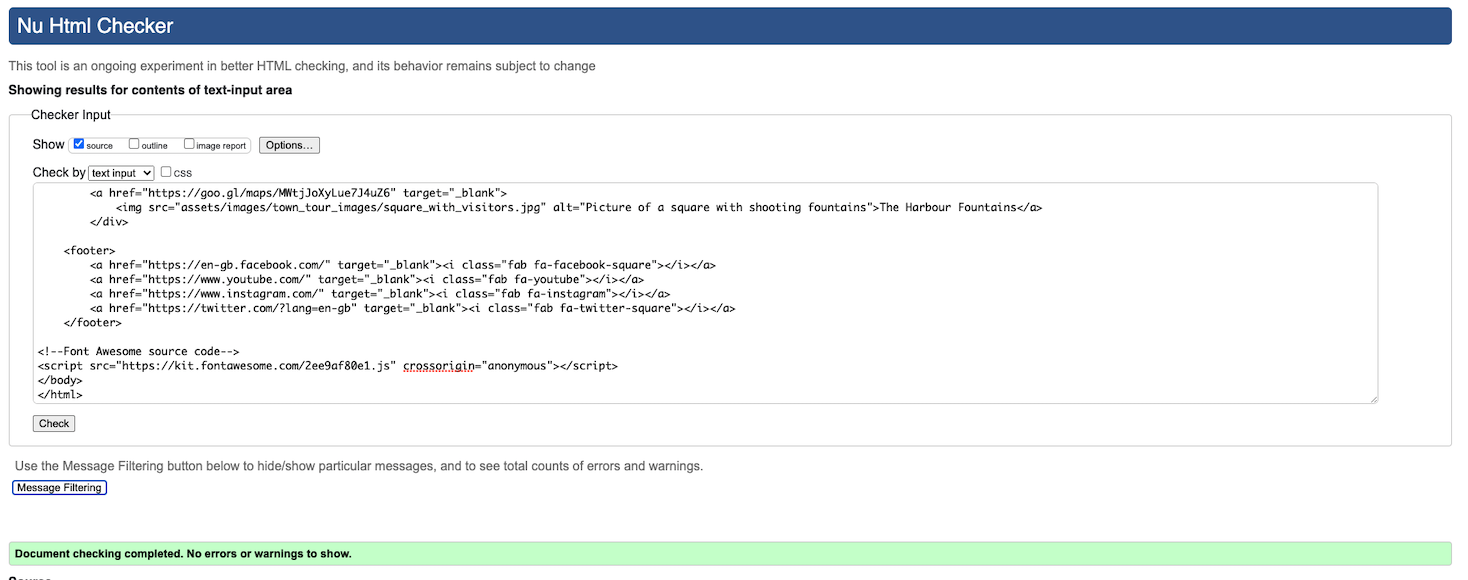 Nu Html Checker
This tool is an ongoing experiment in better HTML checking, and its behavior remains subject to change
Showing results for contents of text-input area
Checker Input
Show source outline image report Options...
Check by text input css
<a href="https://goo.gl/maps/MWtjJoXyLue7J4uZ6" target="_blank">
<img src="assets/images/town_tour_images/square_with_visitors.jpg" alt="Picture of a square with shooting fountains">The Harbour Fountains</a>
</div>
<footer>
<a href="https://en-gb.facebook.com/" target="_blank"><i class="fab fa-facebook-square"></i></a>
<a href="https://www.youtube.com/" target="_blank"><i class="fab fa-youtube"></i></a>
<a href="https://www.instagram.com/" target="_blank"><i class="fab fa-instagram"></i></a>
<a href="https://twitter.com/?lang=en-gb" target="_blank"><i class="fab fa-twitter-square"></i></a>
</footer>
<!--Font Awesome source code-->
<script src="https://kit.fontawesome.com/2ee9af80e1.js" crossorigin="anonymous"></script>
</body>
</html>
Check
Use the Message Filtering button below to hide/show particular messages, and to see total counts of errors and warnings.
Message Filtering
Document checking completed. No errors or warnings to show.